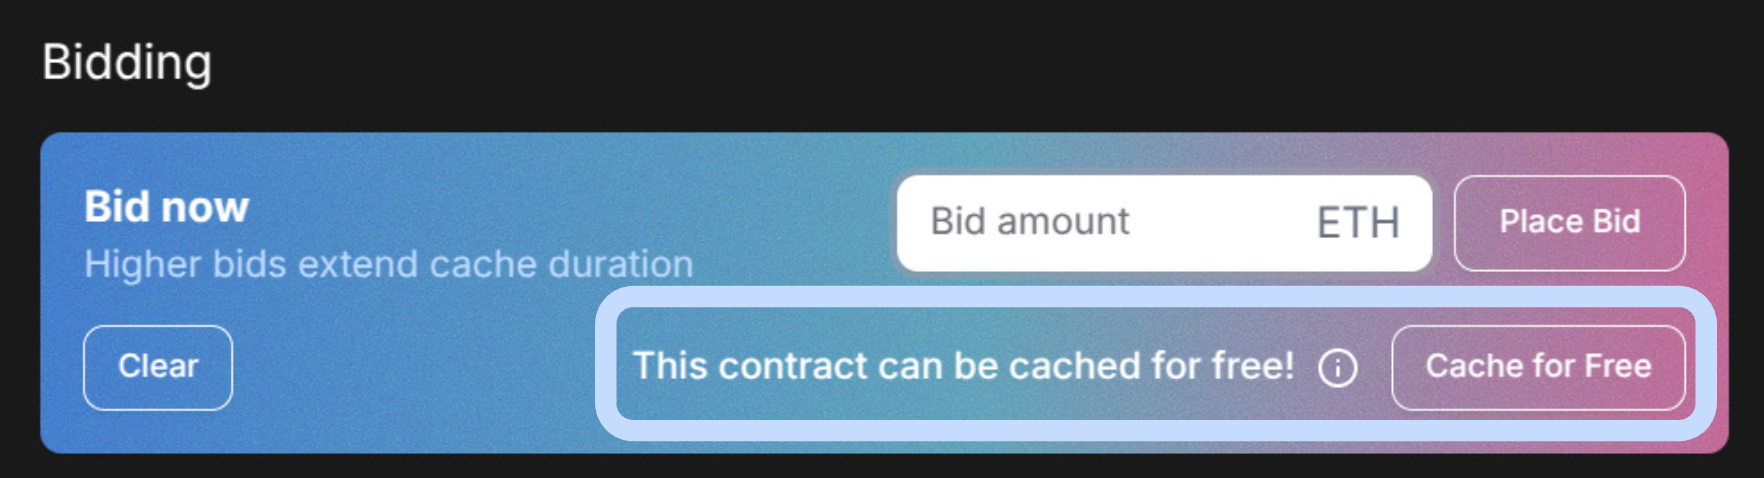 Bidding
Bid now
Higher bids extend cache duration
Bid amount ETH
Place Bid
Clear
This contract can be cached for free!
Cache for Free